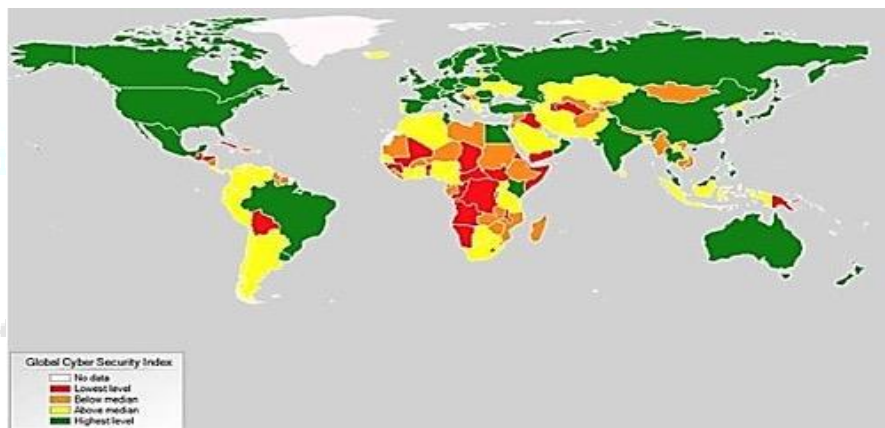 Global Cyber Security Index
No data
Lowest level
Below median
Above median
Highest level